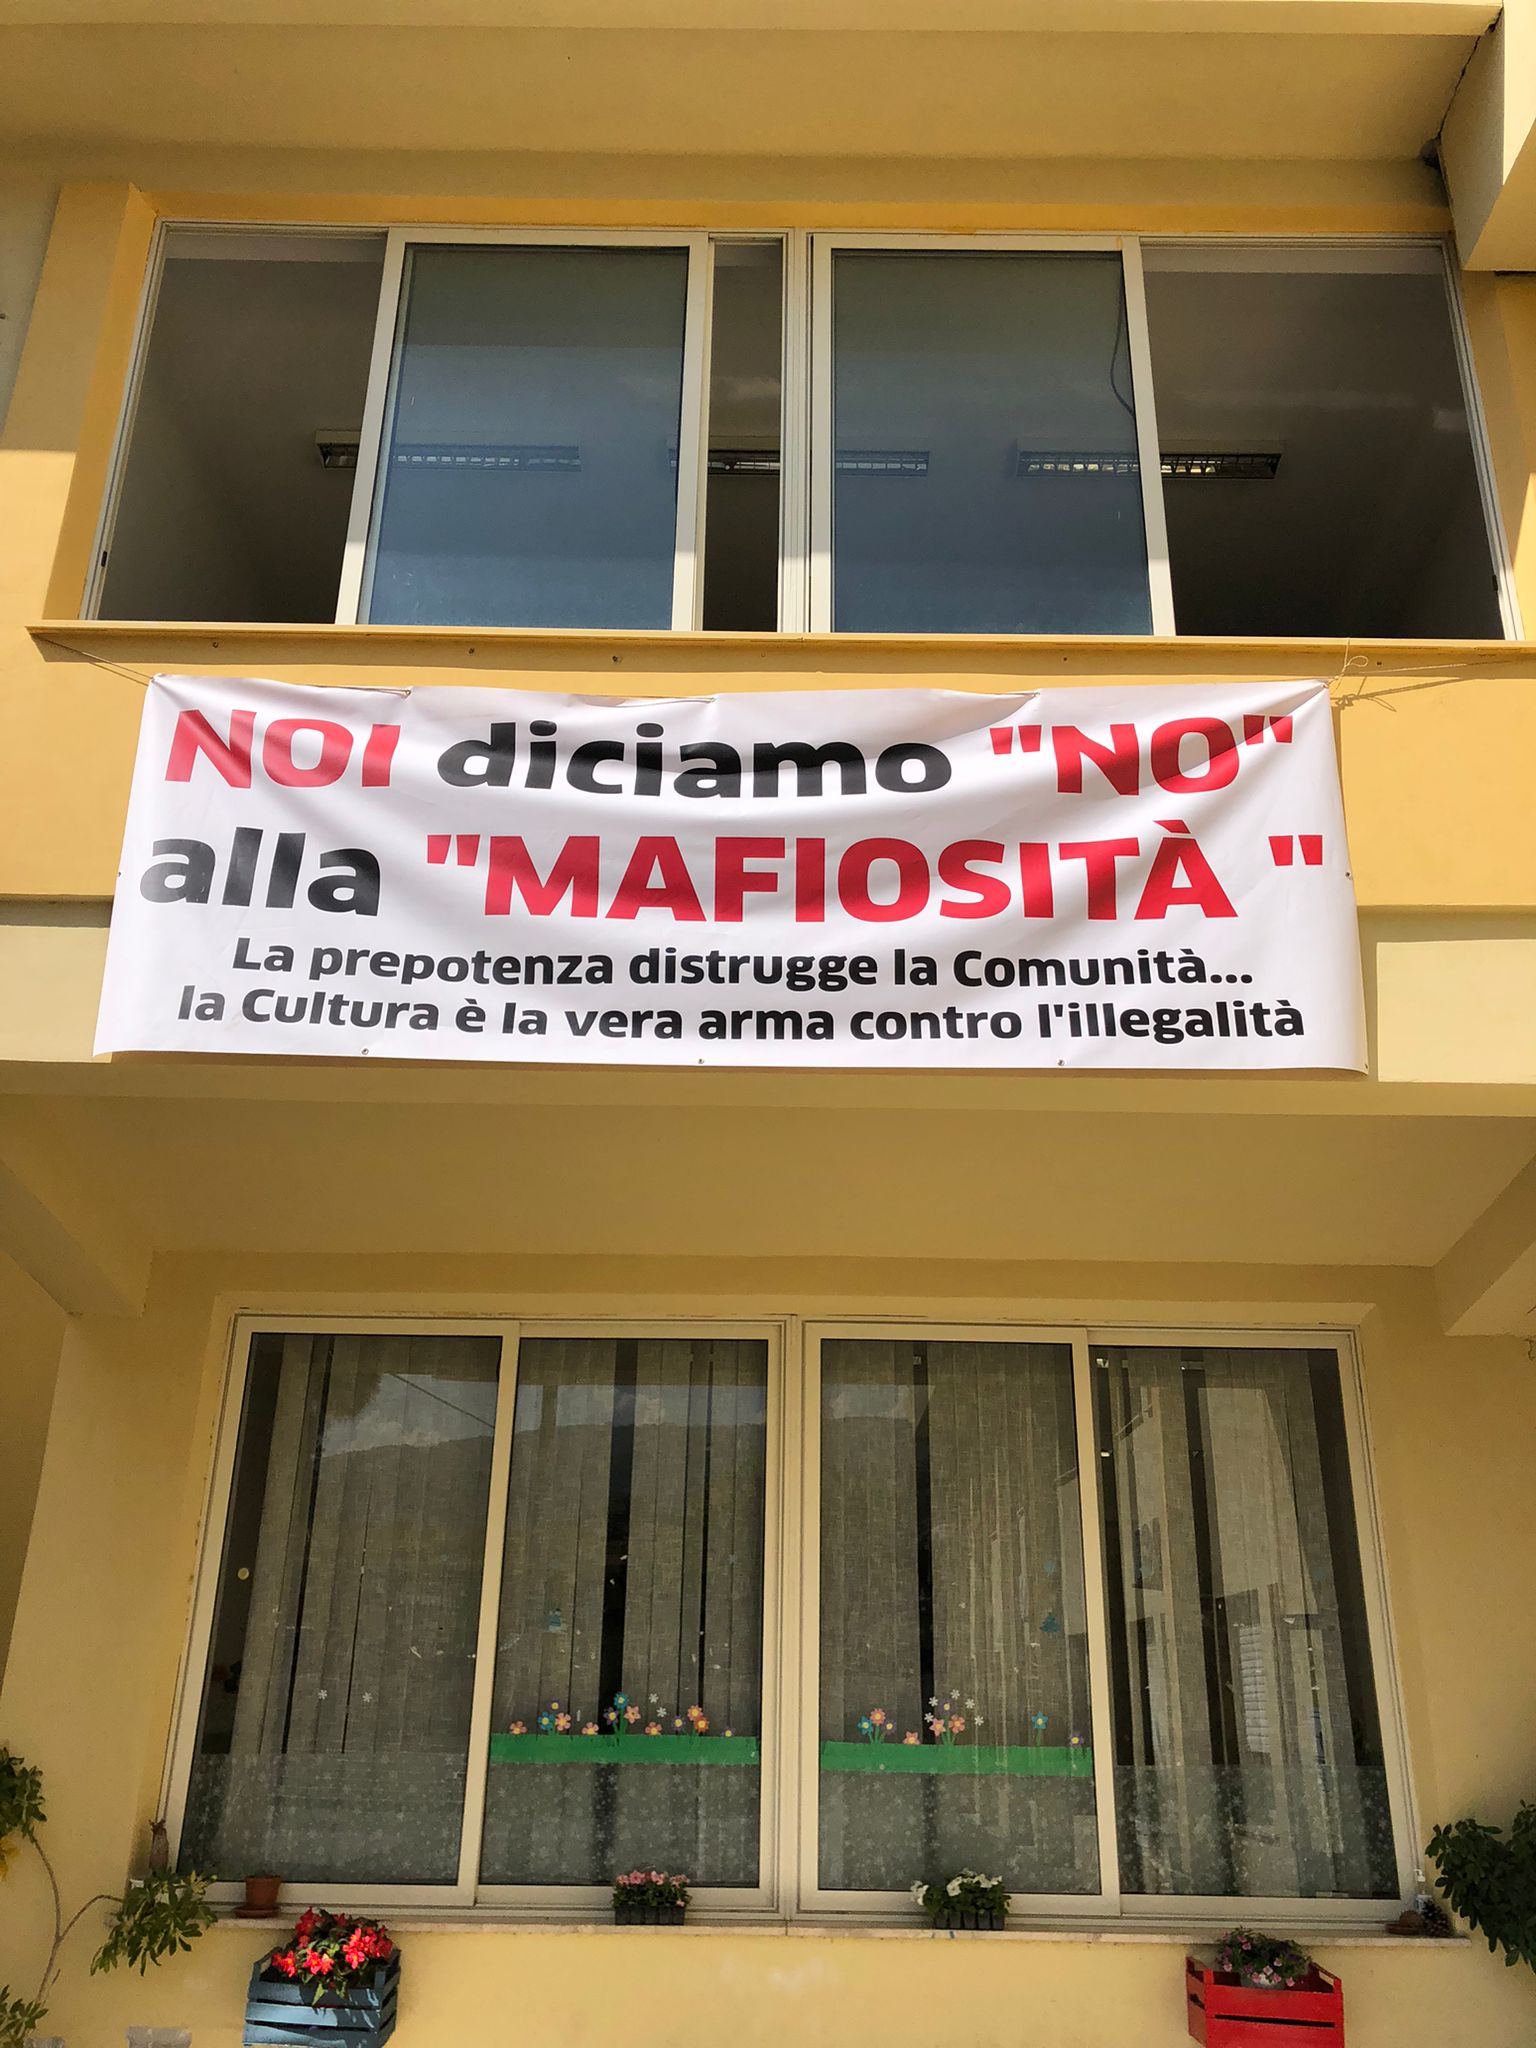 NOI diciamo "NO"
alla "MAFIOSITÀ "
La prepotenza distrugge la Comunità...
la Cultura è la vera arma contro l'illegalità